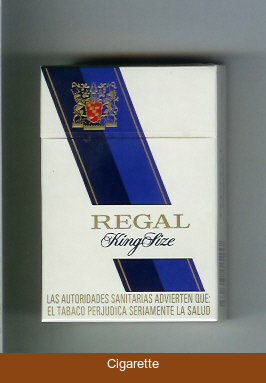 REGAL
King Size
LAS AUTORIDADES SANITARIAS ADVIERTEN QUE:
EL TABACO PERJUDICA SERIAMENTE LA SALUD
Cigarette